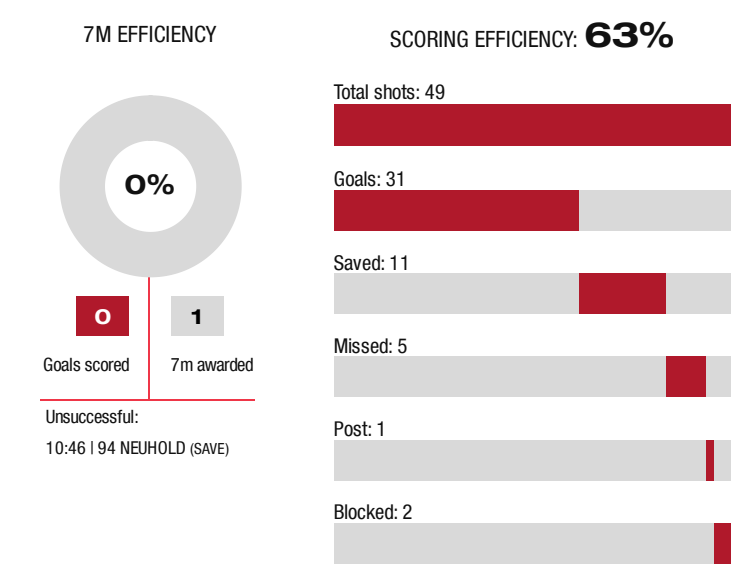 7M EFFICIENCY
0%
0
1
Goals scored
7m awarded
Unsuccessful:
10:46 | 94 NEUHOLD (SAVE)
SCORING EFFICIENCY: 63%
Total shots: 49
Goals: 31
Saved: 11
Missed: 5
Post: 1
Blocked: 2